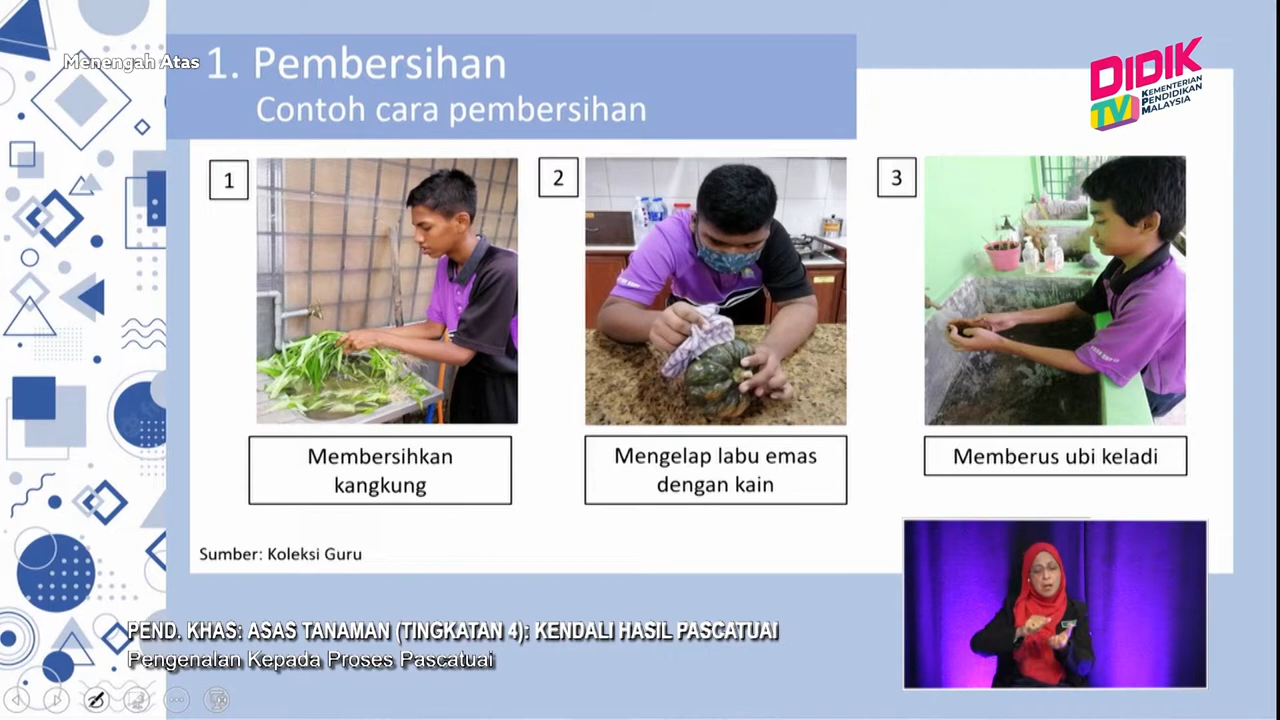 Menengah Atas
1. Pembersihan
Contoh cara pembersihan
DIDIK
TV
KEMENTERIAN
PENDIDIKAN
MALAYSIA
1
2
3
Membersihkan
kangkung
Mengelap labu emas
dengan kain
Memberus ubi keladi
Sumber: Koleksi Guru
PEND. KHAS: ASAS TANAMAN (TINGKATAN 4): KENDALI HASIL PASCATUAI
Pengenalan Kepada Proses Pascatuai